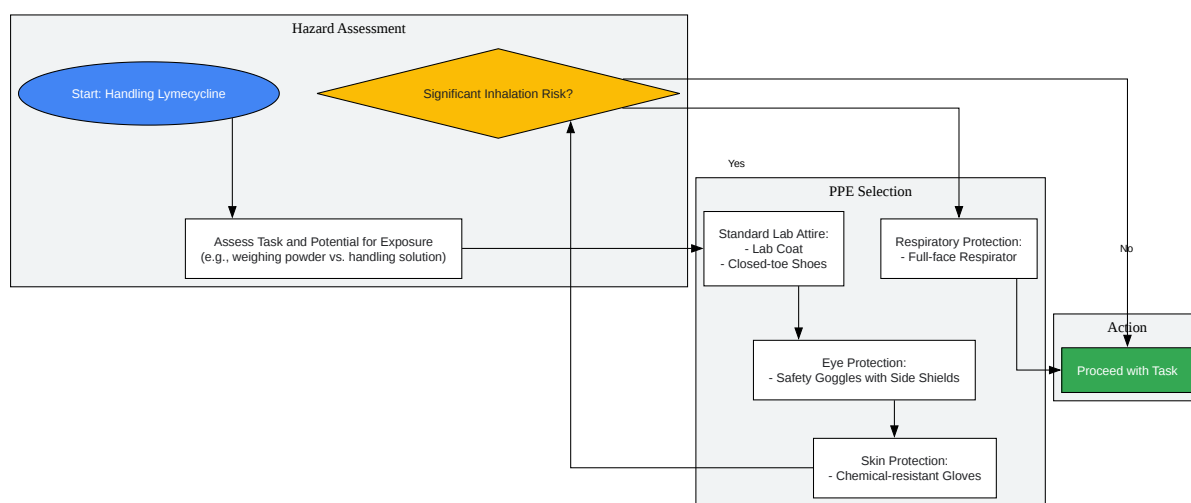 Hazard Assessment
Start: Handling Lymecycline
Significant Inhalation Risk?
Assess Task and Potential for Exposure
(e.g., weighing powder vs. handling solution)
Yes
No
PPE Selection
Standard Lab Attire:
- Lab Coat
- Closed-toe Shoes
Respiratory Protection:
- Full-face Respirator
Eye Protection:
- Safety Goggles with Side Shields
Skin Protection:
- Chemical-resistant Gloves
Action
Proceed with Task